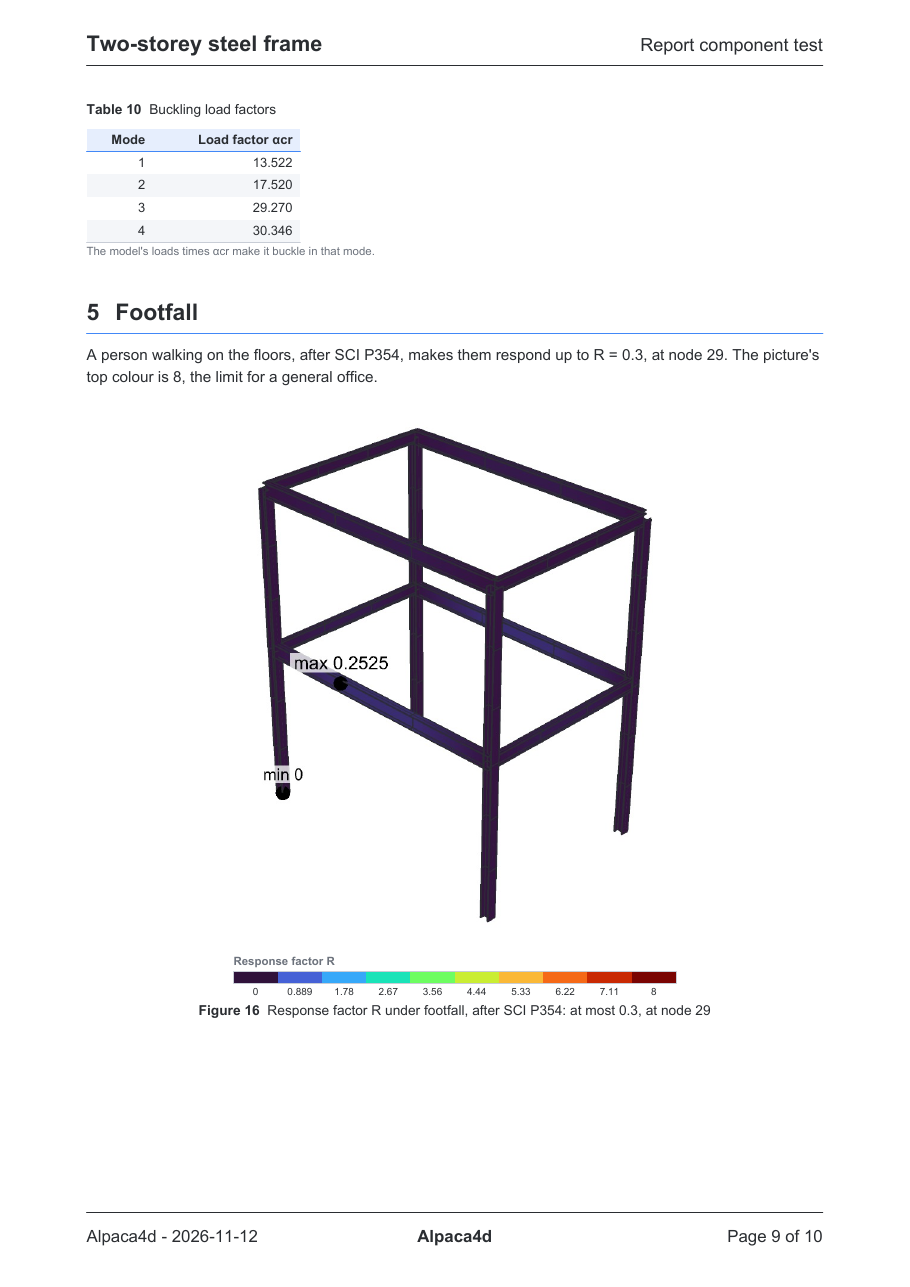 Two-storey steel frame
Report component test
Table 10 Buckling load factors
Mode Load factor αcr
1 13.522
2 17.520
3 29.270
4 30.346
The model's loads times αcr make it buckle in that mode.
5 Footfall
A person walking on the floors, after SCI P354, makes them respond up to R = 0.3, at node 29. The picture's
top colour is 8, the limit for a general office.
max 0.2525
min 0
Response factor R
0 0.889 1.78 2.67 3.56 4.44 5.33 6.22 7.11 8
Figure 16 Response factor R under footfall, after SCI P354: at most 0.3, at node 29
Alpaca4d - 2026-11-12
Alpaca4d
Page 9 of 10